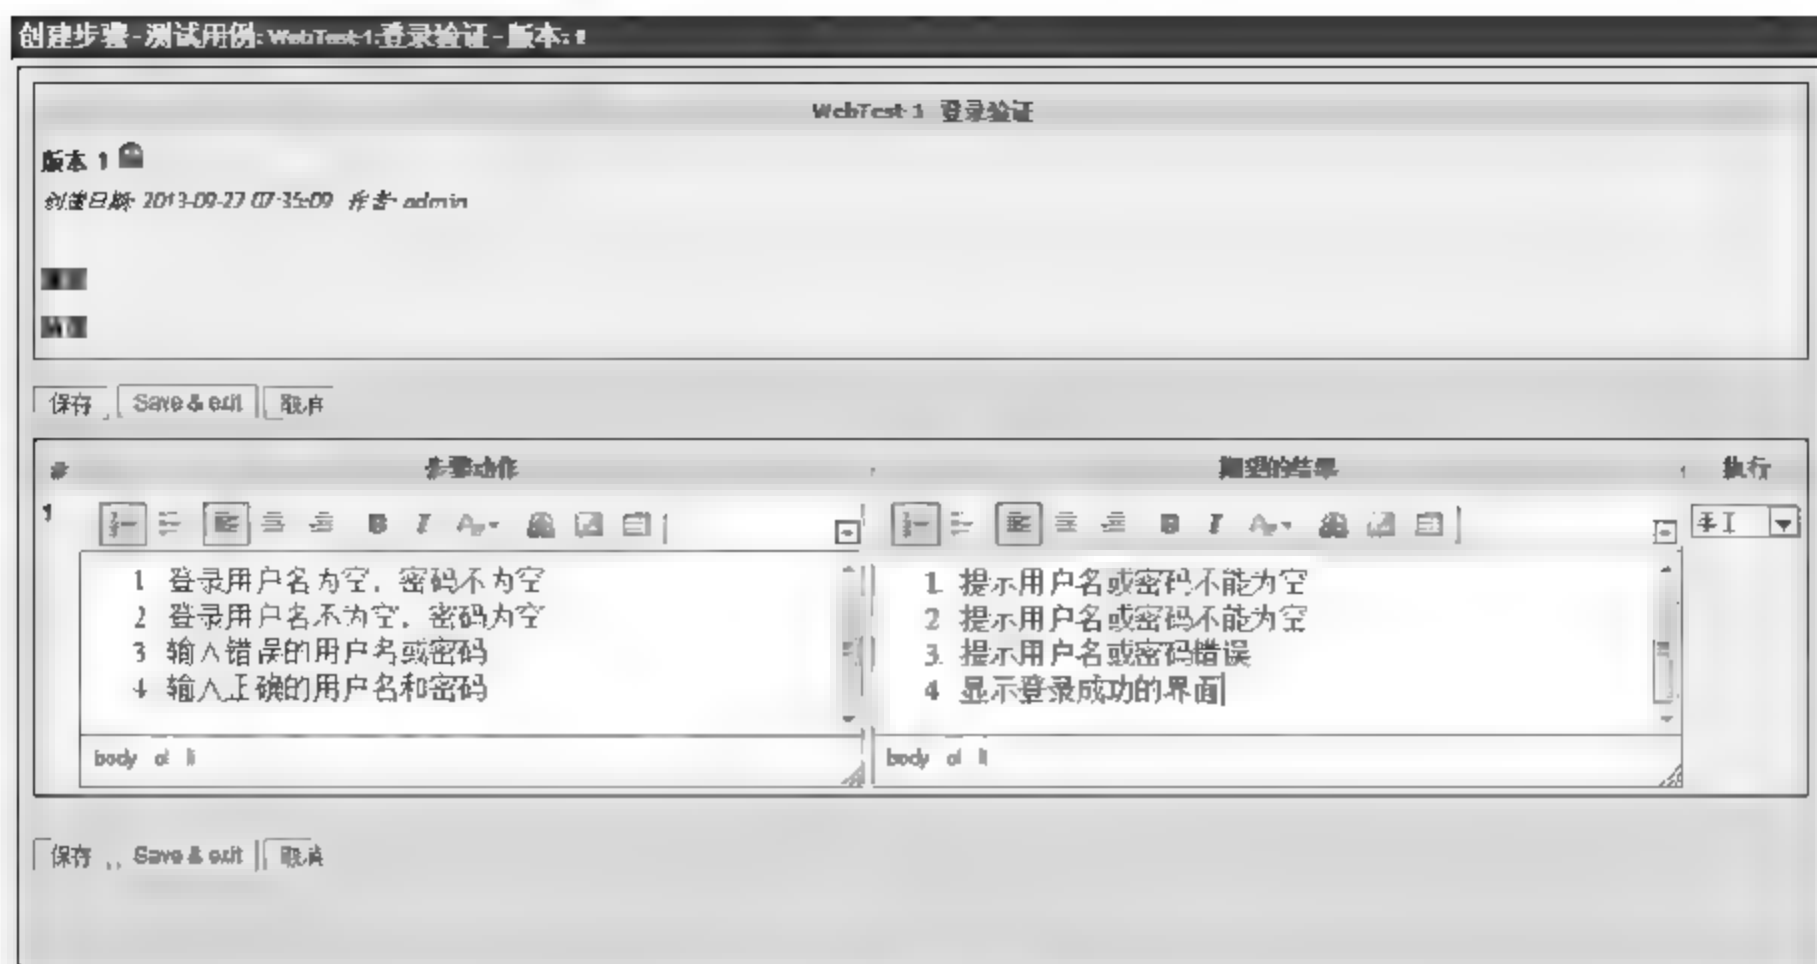 创建步骤-测试用例:WebTest-1:登录验证-版本:1
WebTest-1 登录验证
版本 1
创建日期: 2013-09-27 07:35:09 作者: admin
保存 Save & exit 取消
# 步骤动作 期望的结果 执行
1
手工
1 登录用户名为空，密码不为空
2 登录用户名不为空，密码为空
3 输入错误的用户名或密码
4 输入正确的用户名和密码
1. 提示用户名或密码不能为空
2 提示用户名或密码不能为空
3. 提示用户名或密码错误
4 显示登录成功的界面
body ol li
body ol li
保存 Save & exit 取消